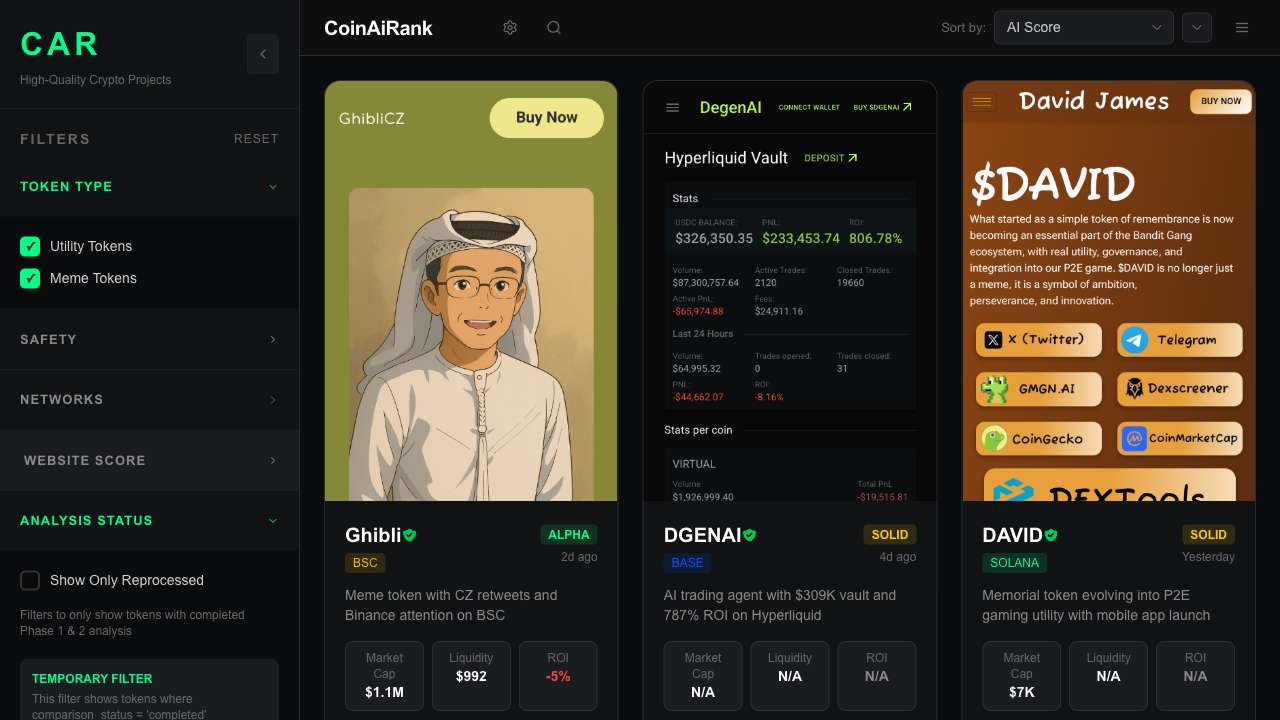 CAR
High-Quality Crypto Projects
FILTERS
RESET
TOKEN TYPE
Utility Tokens
Meme Tokens
SAFETY
NETWORKS
WEBSITE SCORE
ANALYSIS STATUS
Show Only Reprocessed
Filters to only show tokens with completed
Phase 1 & 2 analysis
TEMPORARY FILTER
This filter shows tokens where
comparison_status = 'completed'
CoinAiRank
Sort by:
AI Score
GhibliCZ
Buy Now
Ghibli
ALPHA
BSC
2d ago
Meme token with CZ retweets and
Binance attention on BSC
Market
Cap
$1.1M
Liquidity
$992
ROI
-5%
DegenAI
CONNECT WALLET
BUY $DGENAI
Hyperliquid Vault
DEPOSIT
Stats
USDC BALANCE: PNL: ROI:
$326,350.35 $233,453.74 806.78%
Volume: Active Trades: Closed Trades:
$87,300,757.64 2120 19660
Active PnL: Fees:
-$65,974.88 $24,911.16
Last 24 Hours
Volume: Trades opened: Trades closed:
$64,995.32 0 31
PNL: ROI:
-$44,662.07 -8.16%
Stats per coin
VIRTUAL
Volume Total PnL
$1,926,999.40 -$19,515.81
DGENAI
SOLID
BASE
4d ago
AI trading agent with $309K vault and
787% ROI on Hyperliquid
Market
Cap
N/A
Liquidity
N/A
ROI
N/A
David James
BUY NOW
$DAVID
What started as a simple token of remembrance is now
becoming an essential part of the Bandit Gang
ecosystem, with real utility, governance, and
integration into our P2E game. $DAVID is no longer just
a meme, it is a symbol of ambition,
perseverance, and innovation.
X (Twitter)
Telegram
GMGN.AI
Dexscreener
CoinGecko
CoinMarketCap
DEXTools
DAVID
SOLID
SOLANA
Yesterday
Memorial token evolving into P2E
gaming utility with mobile app launch
Market
Cap
$7K
Liquidity
N/A
ROI
N/A